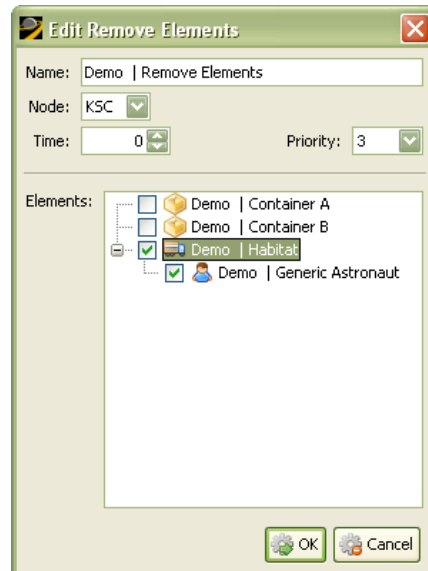 Edit Remove Elements
Name: Demo | Remove Elements
Node: KSC
Time: 0 Priority: 3
Elements:
Demo | Container A
Demo | Container B
Demo | Habitat
Demo | Generic Astronaut
OK Cancel